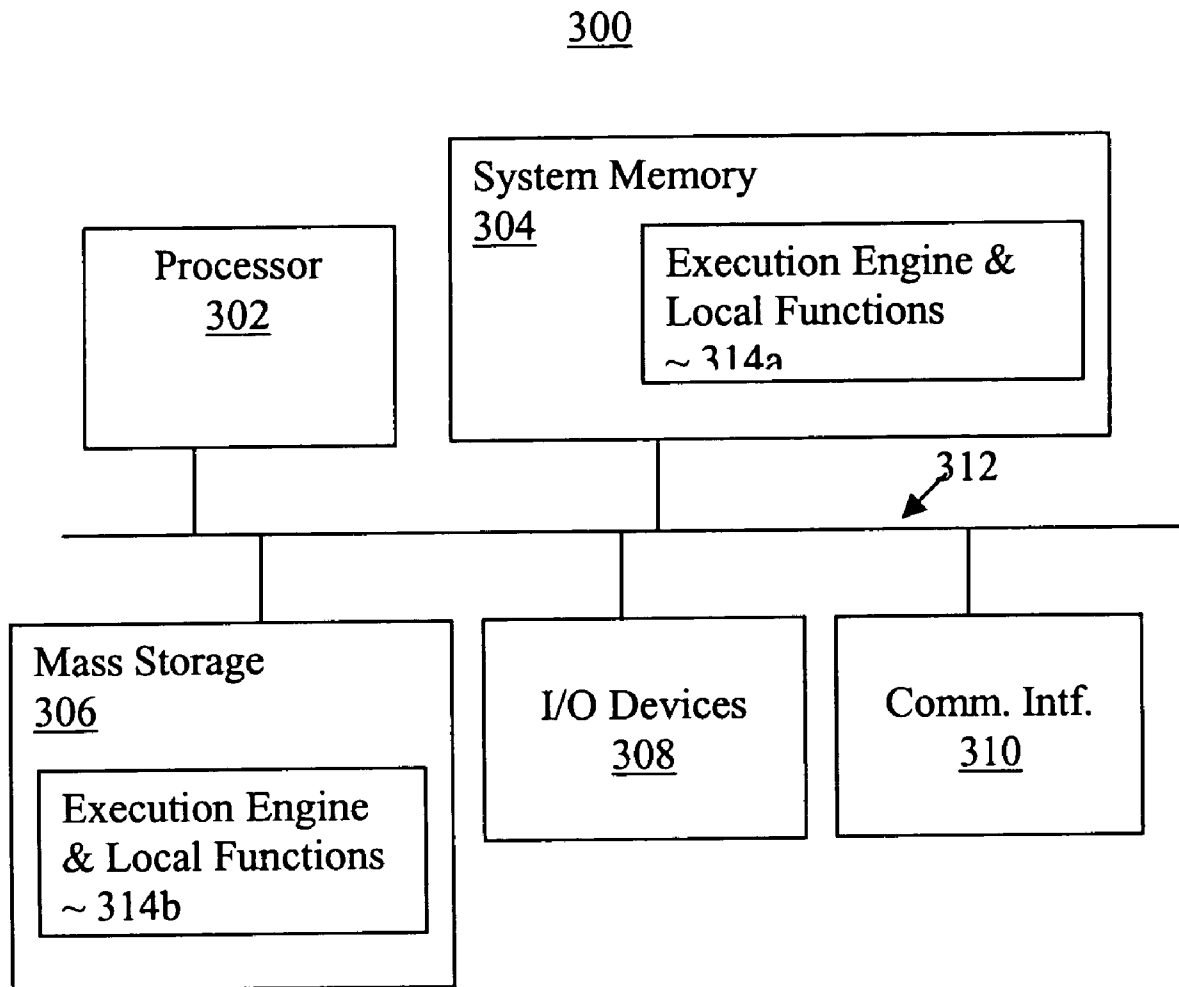 300
System Memory
304
Execution Engine &
Local Functions
~ 314a
Processor
302
312
Mass Storage
306
Execution Engine
& Local Functions
~ 314b
I/O Devices
308
Comm. Intf.
310